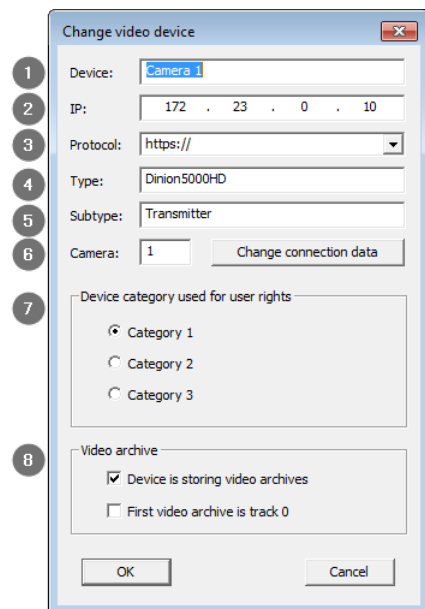 Change video device
1 Device: Camera 1
2 IP: 172 . 23 . 0 . 10
3 Protocol: https://
4 Type: Dinion5000HD
5 Subtype: Transmitter
6 Camera: 1 Change connection data
7 Device category used for user rights
Category 1
Category 2
Category 3
8 Video archive
Device is storing video archives
First video archive is track 0
OK Cancel